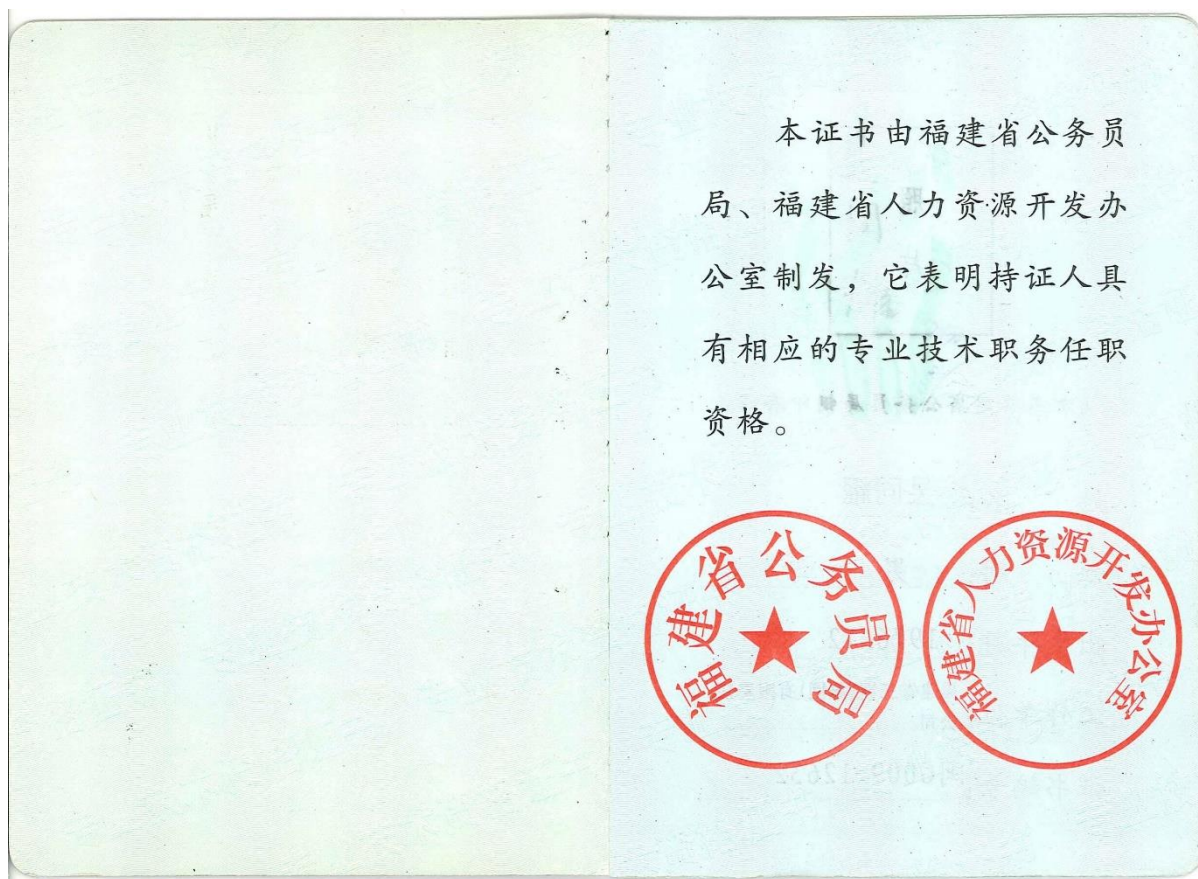 本证书由福建省公务员
局、福建省人力资源开发办
公室制发，它表明持证人具
有相应的专业技术职务任职
资格。
福建省公务员局
福建省人力资源开发办公室